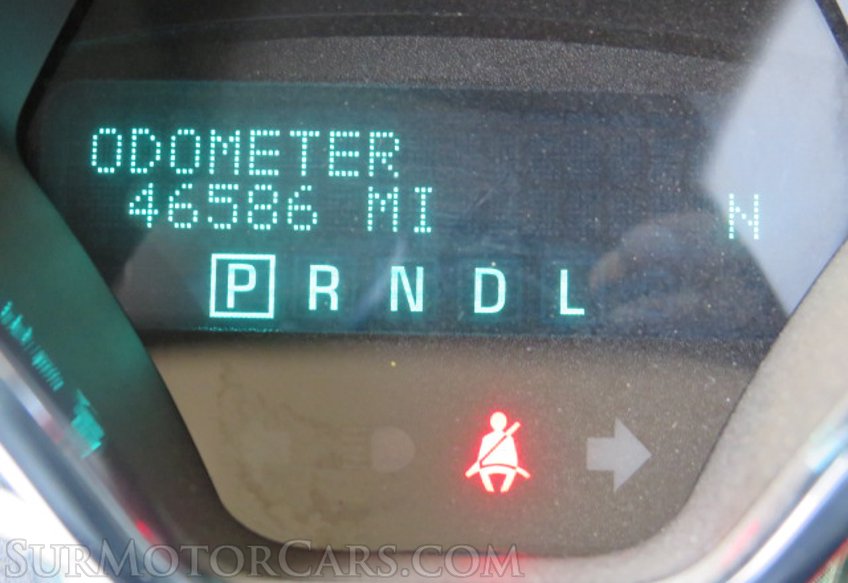 ODOMETER
46586 MI N
P R N D L
SURMOTORCARS.COM